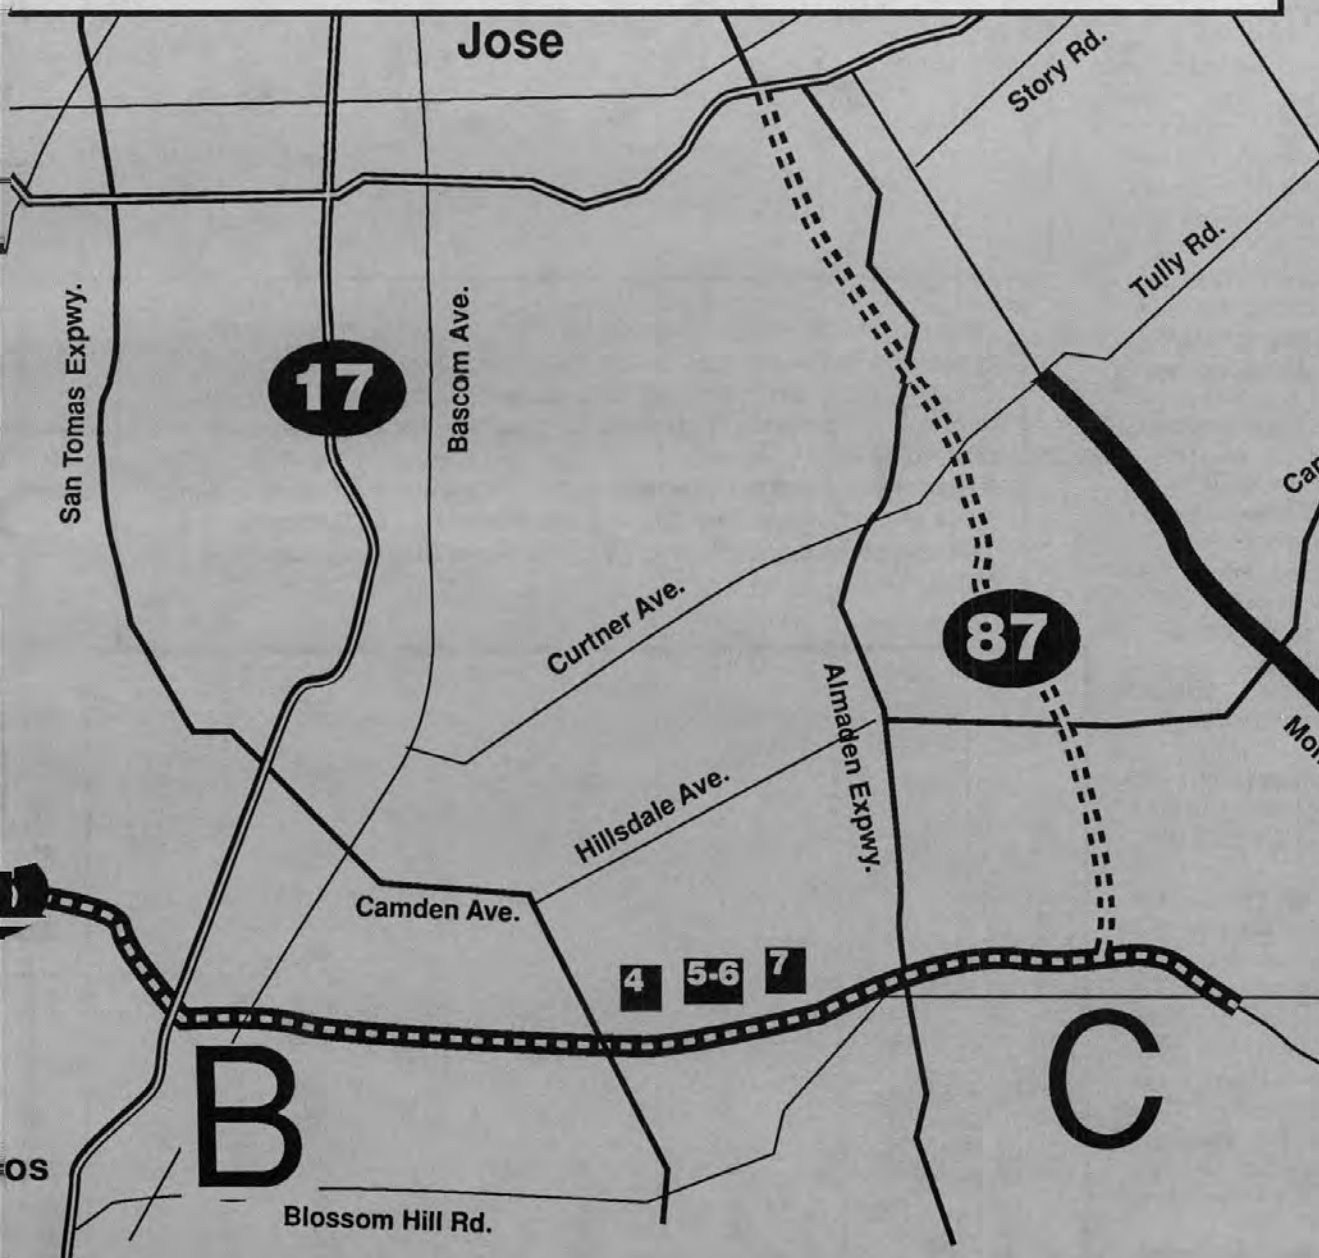 Jose
Story Rd.
Tully Rd.
San Tomas Expwy.
17
Bascom Ave.
Curtner Ave.
87
Almaden Expwy.
Hillsdale Ave.
Camden Ave.
4
5-6
7
B
C
Blossom Hill Rd.